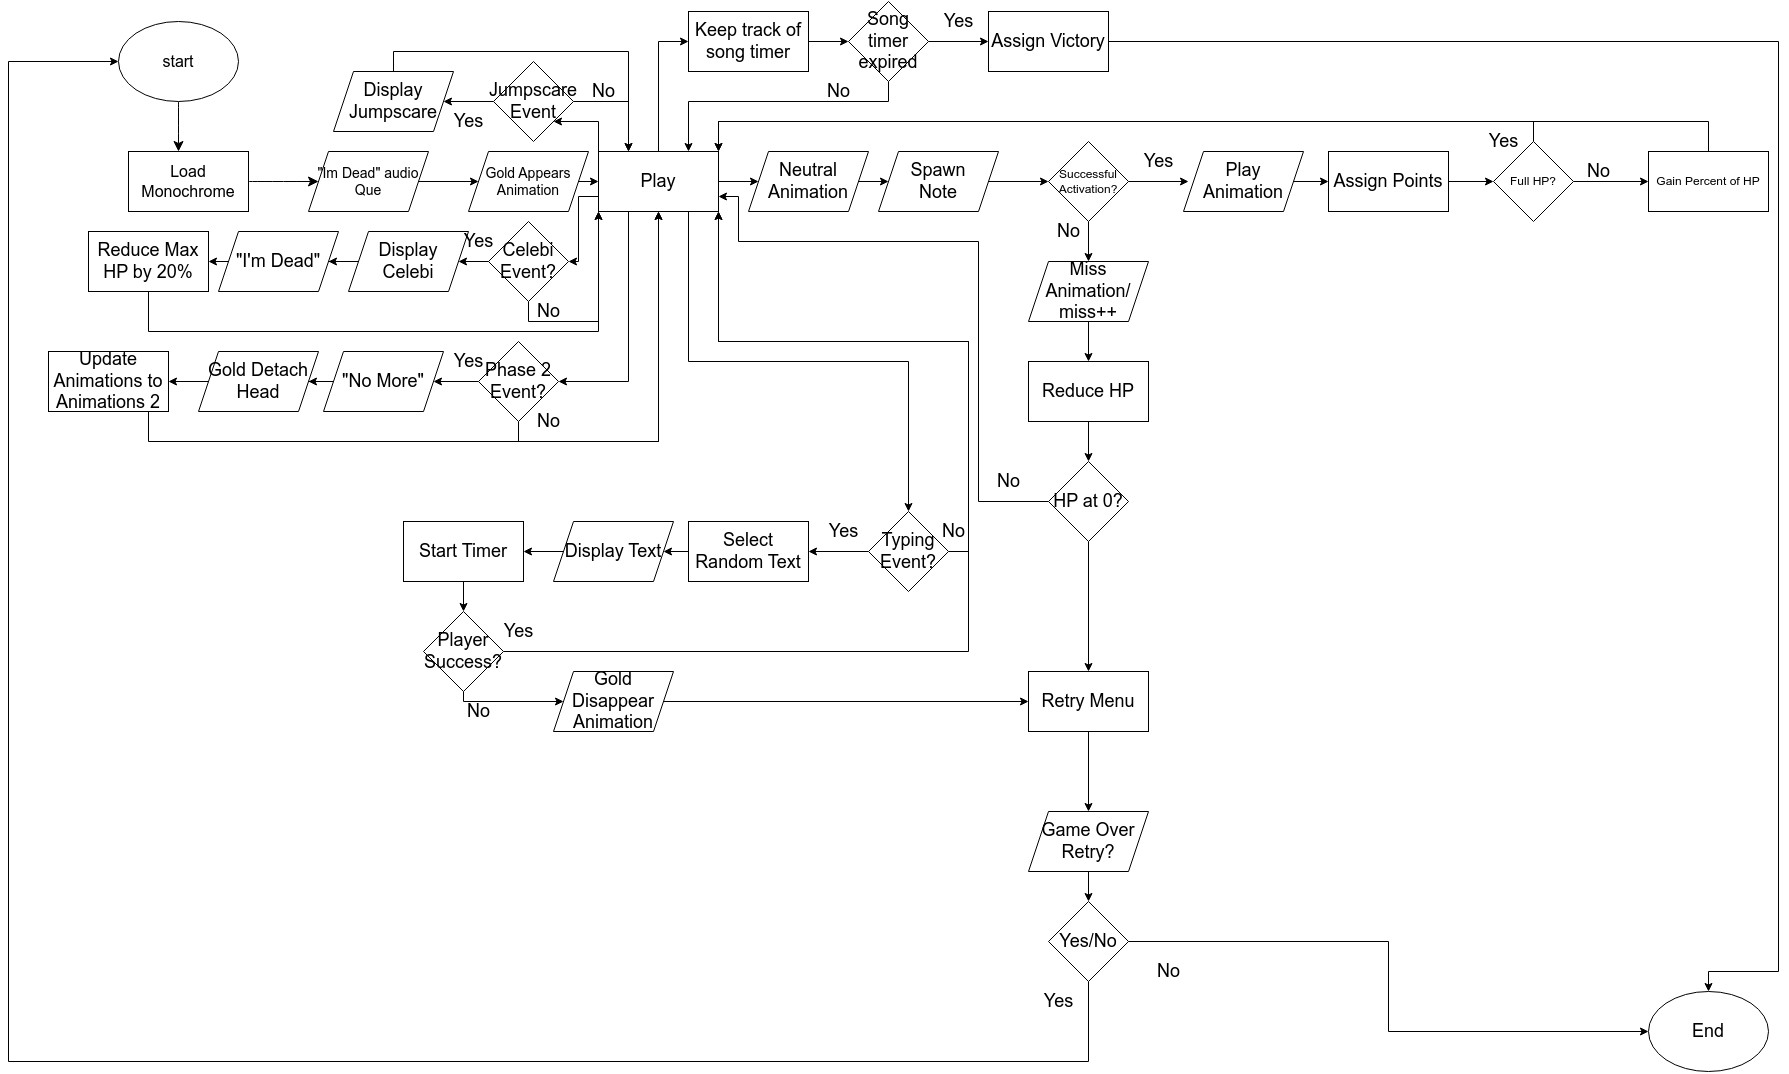 start
Load
Monochrome
"Im Dead" audio
Que
Gold Appears
Animation
Display
Jumpscare
Yes
Jumpscare
Event
No
Play
Keep track of
song timer
Song
timer
expired
Yes
No
Assign Victory
Neutral
Animation
Spawn
Note
Successful
Activation?
Yes
No
Play
Animation
Assign Points
Full HP?
Yes
No
Gain Percent of HP
Reduce Max
HP by 20%
"I'm Dead"
Display
Celebi
Yes
Celebi
Event?
No
Miss
Animation/
miss++
Update
Animations to
Animations 2
Gold Detach
Head
"No More"
Yes
Phase 2
Event?
No
Reduce HP
HP at 0?
No
Start Timer
Display Text
Select
Random Text
Yes
Typing
Event?
No
Player
Success?
Yes
No
Gold
Disappear
Animation
Retry Menu
Game Over
Retry?
Yes/No
No
Yes
End